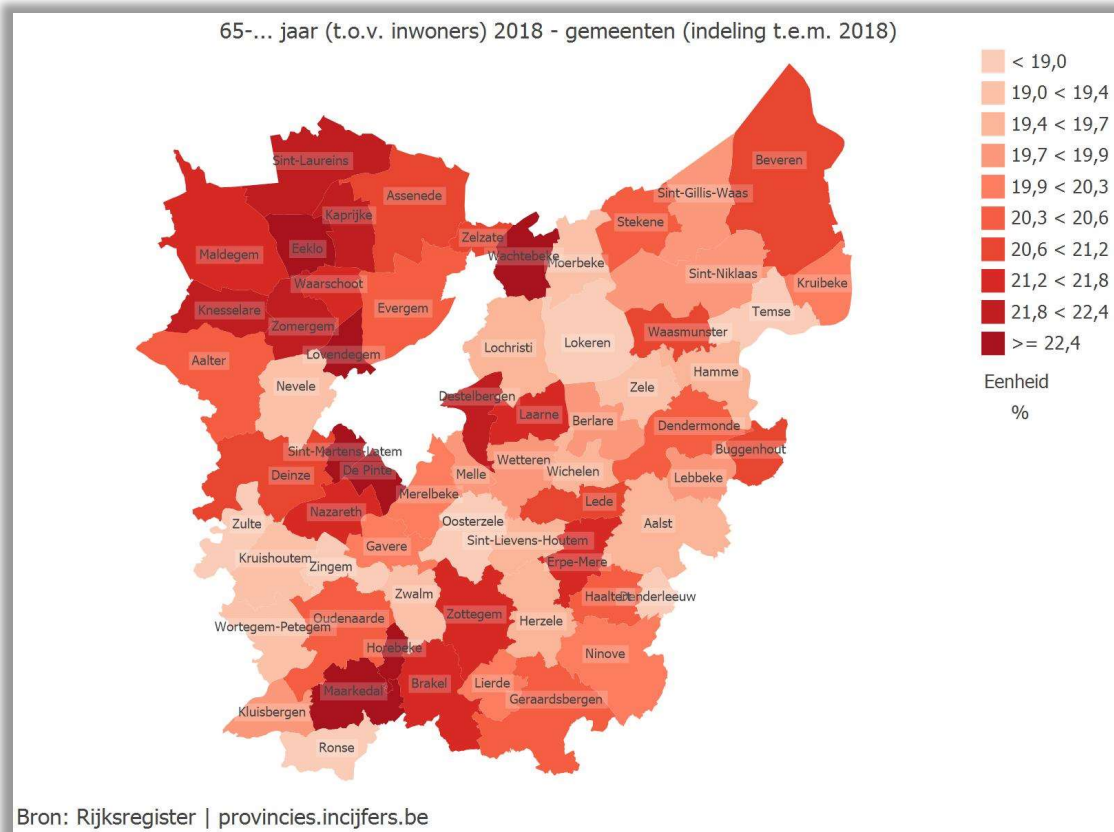 65-... jaar (t.o.v. inwoners) 2018 - gemeenten (indeling t.e.m. 2018)
< 19,0
19,0 < 19,4
19,4 < 19,7
19,7 < 19,9
19,9 < 20,3
20,3 < 20,6
20,6 < 21,2
21,2 < 21,8
21,8 < 22,4
>= 22,4
Eenheid
%
Sint-Laureins
Beveren
Assenede
Sint-Gillis-Waas
Kaprijke
Stekene
Zelzate
Eeklo
Maldegem
Wachtebeke
Moerbeke
Sint-Niklaas
Waarschoot
Kruibeke
Knesselare
Evergem
Temse
Zomergem
Waasmunster
Lokeren
Lochristi
Lovendegem
Aalter
Hamme
Nevele
Zele
Destelbergen
Laarne
Berlare
Dendermonde
Sint-Martens-Latem
Buggenhout
Wetteren
De Pinte
Wichelen
Deinze
Melle
Lebbeke
Merelbeke
Lede
Nazareth
Oosterzele
Zulte
Aalst
Sint-Lievens-Houtem
Gavere
Kruishoutem
Erpe-Mere
Zingem
Zwalm
Haaltert
Denderleeuw
Zottegem
Oudenaarde
Herzele
Wortegem-Petegem
Horebeke
Ninove
Brakel
Lierde
Maarkedal
Geraardsbergen
Kluisbergen
Ronse
Bron: Rijksregister | provincies.incijfers.be